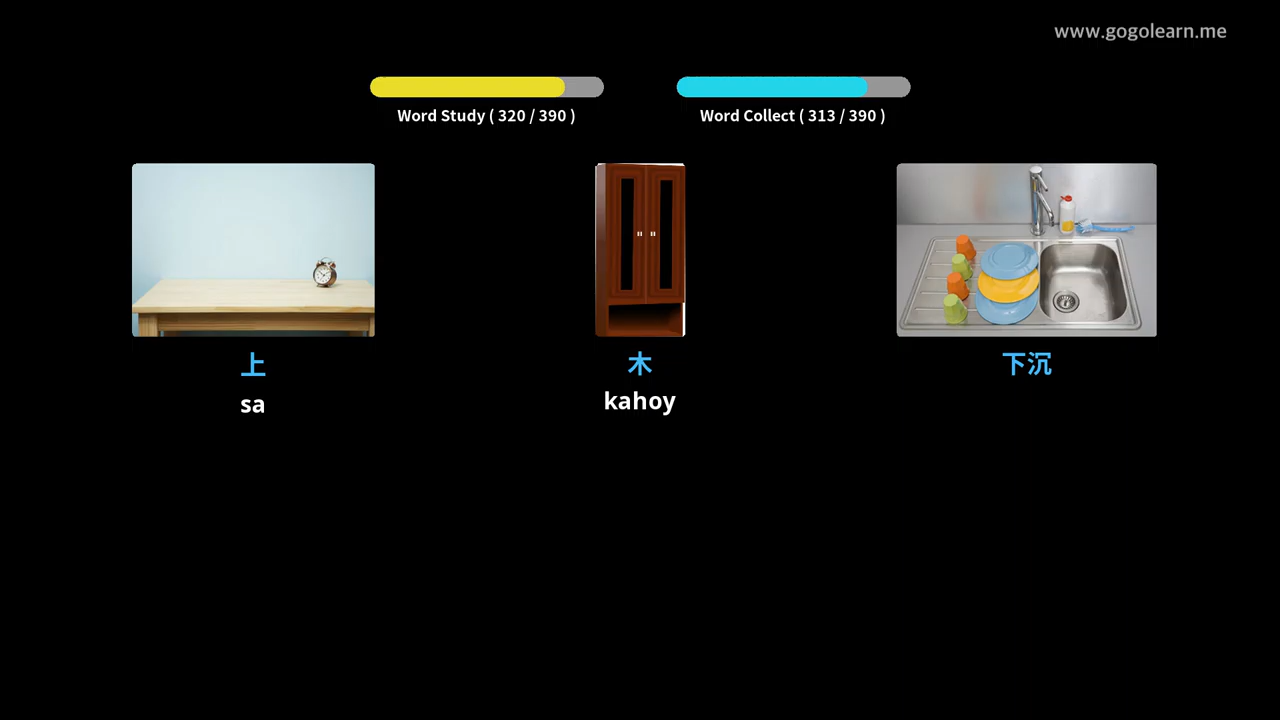 www.gogolearn.me
Word Study ( 320 / 390 )
Word Collect ( 313 / 390 )
上
木
下沉
sa
kahoy